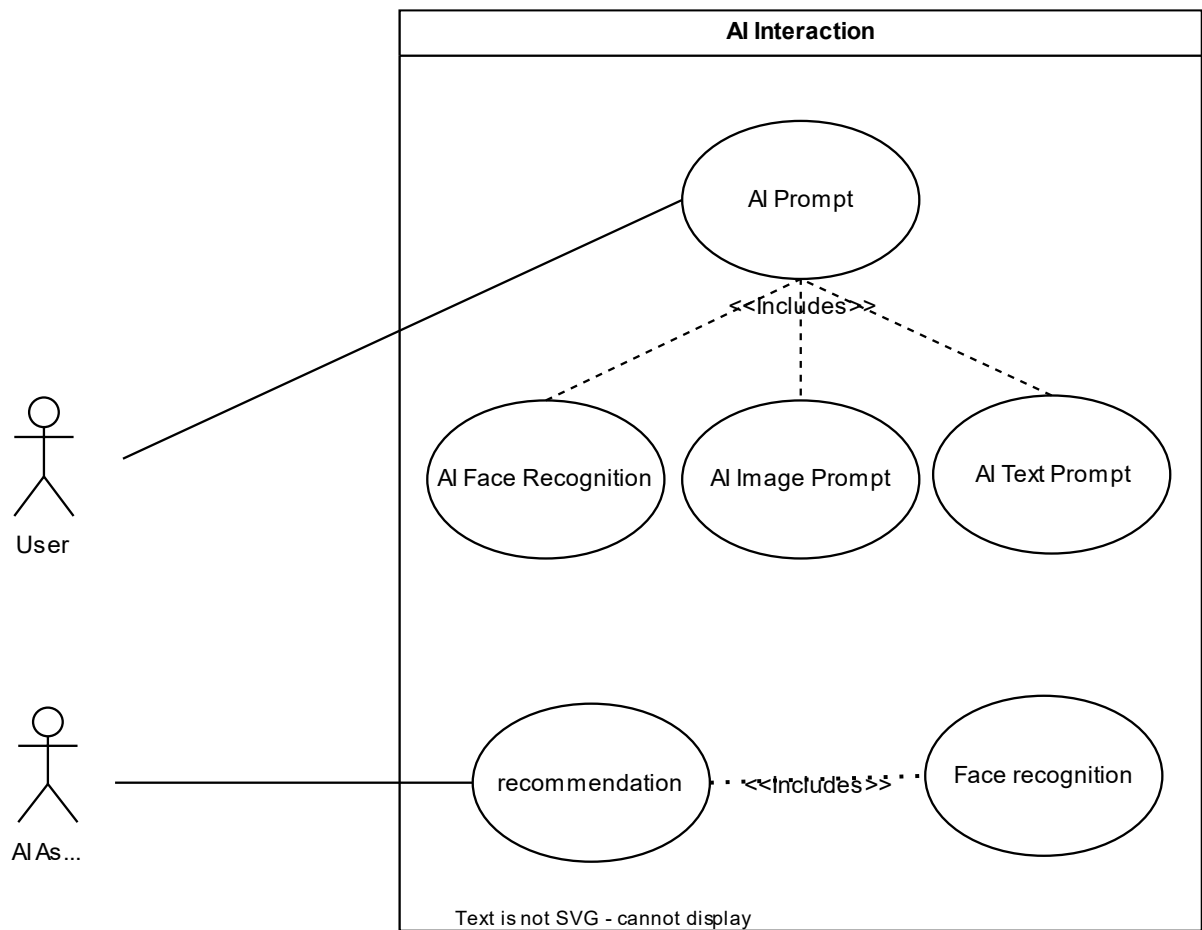 AI Interaction
AI Prompt
<<Includes>>
AI Face Recognition
AI Image Prompt
AI Text Prompt
User
recommendation
<<Includes>>
Face recognition
AI As...
Text is not SVG - cannot display